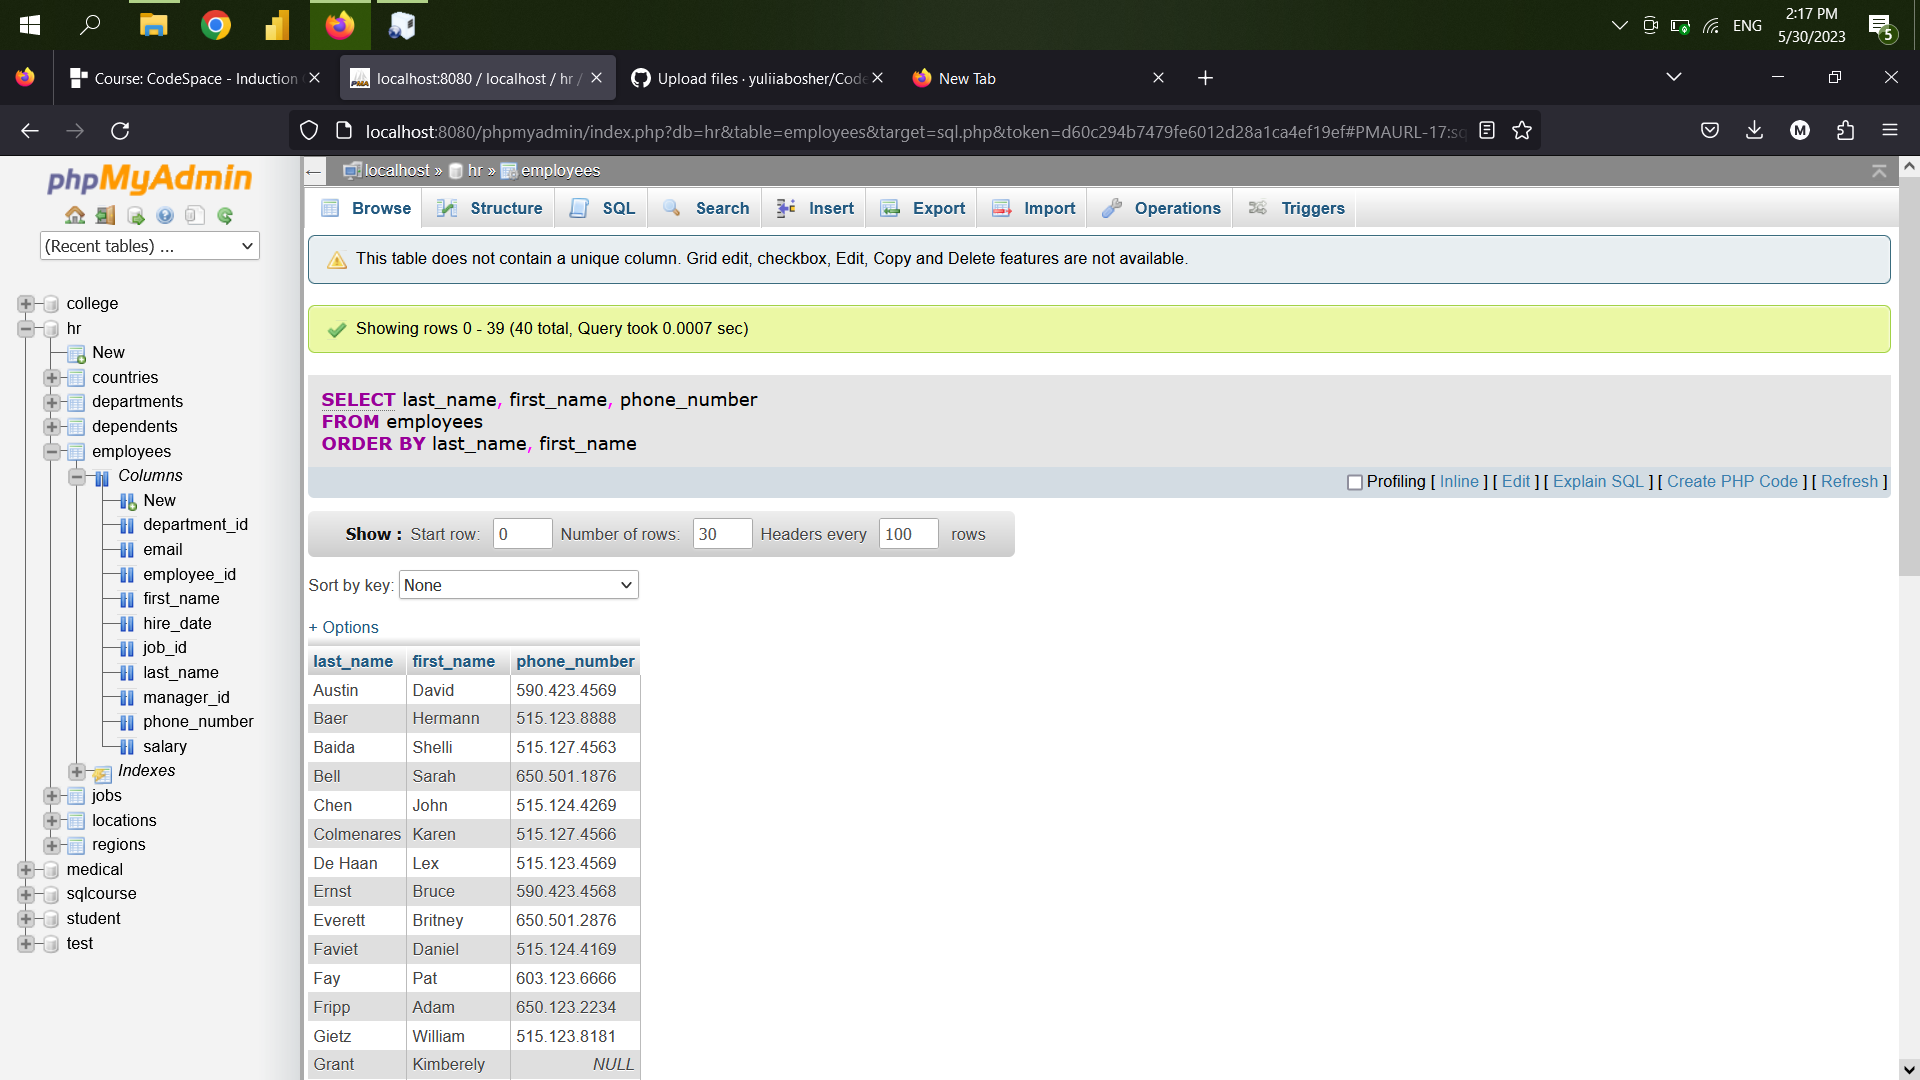 ENG
2:17 PM
5/30/2023
5
Course: CodeSpace - Induction
localhost:8080 / localhost / hr /
Upload files · yuliiabosher/Code
New Tab
localhost:8080/phpmyadmin/index.php?db=hr&table=employees&target=sql.php&token=d60c294b7479fe6012d28a1ca4ef19ef#PMAURL-17:sq
M
phpMyAdmin
(Recent tables) ...
college
hr
New
countries
departments
dependents
employees
Columns
New
department_id
email
employee_id
first_name
hire_date
job_id
last_name
manager_id
phone_number
salary
Indexes
jobs
locations
regions
medical
sqlcourse
student
test
localhost » hr » employees
Browse Structure SQL Search Insert Export Import Operations Triggers
This table does not contain a unique column. Grid edit, checkbox, Edit, Copy and Delete features are not available.
Showing rows 0 - 39 (40 total, Query took 0.0007 sec)
SELECT last_name, first_name, phone_number
FROM employees
ORDER BY last_name, first_name
Profiling [ Inline ] [ Edit ] [ Explain SQL ] [ Create PHP Code ] [ Refresh ]
Show : Start row: 0 Number of rows: 30 Headers every 100 rows
Sort by key: None
+ Options
last_name first_name phone_number
Austin David 590.423.4569
Baer Hermann 515.123.8888
Baida Shelli 515.127.4563
Bell Sarah 650.501.1876
Chen John 515.124.4269
Colmenares Karen 515.127.4566
De Haan Lex 515.123.4569
Ernst Bruce 590.423.4568
Everett Britney 650.501.2876
Faviet Daniel 515.124.4169
Fay Pat 603.123.6666
Fripp Adam 650.123.2234
Gietz William 515.123.8181
Grant Kimberely NULL